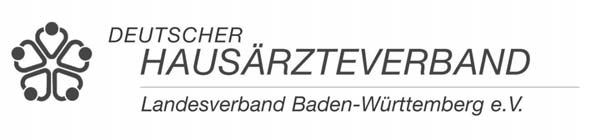 DEUTSCHER
HAUSÄRZTEVERBAND
Landesverband Baden-Württemberg e.V.